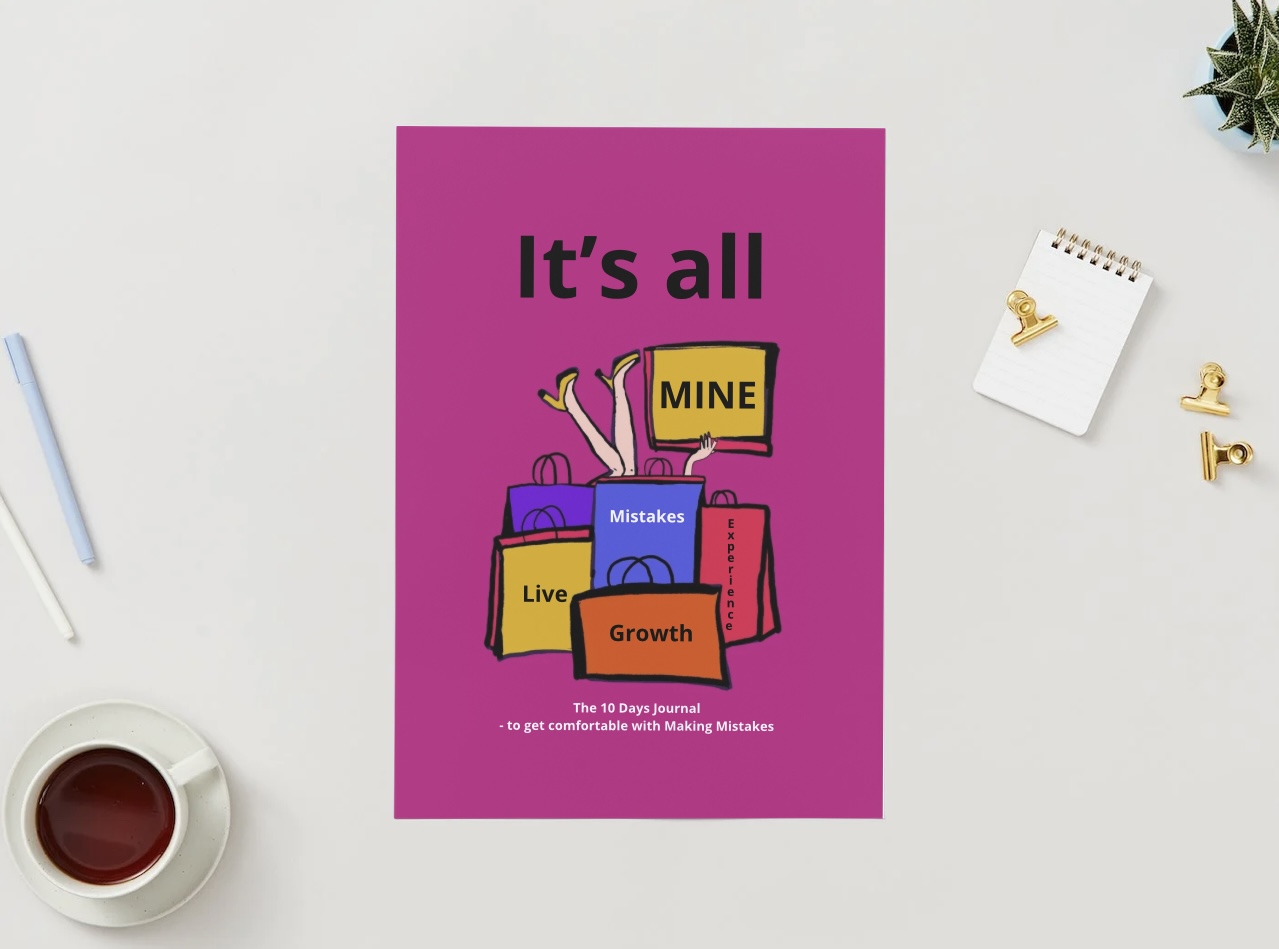 It’s all
MINE
Mistakes
Experience
Live
Growth
The 10 Days Journal
- to get comfortable with Making Mistakes